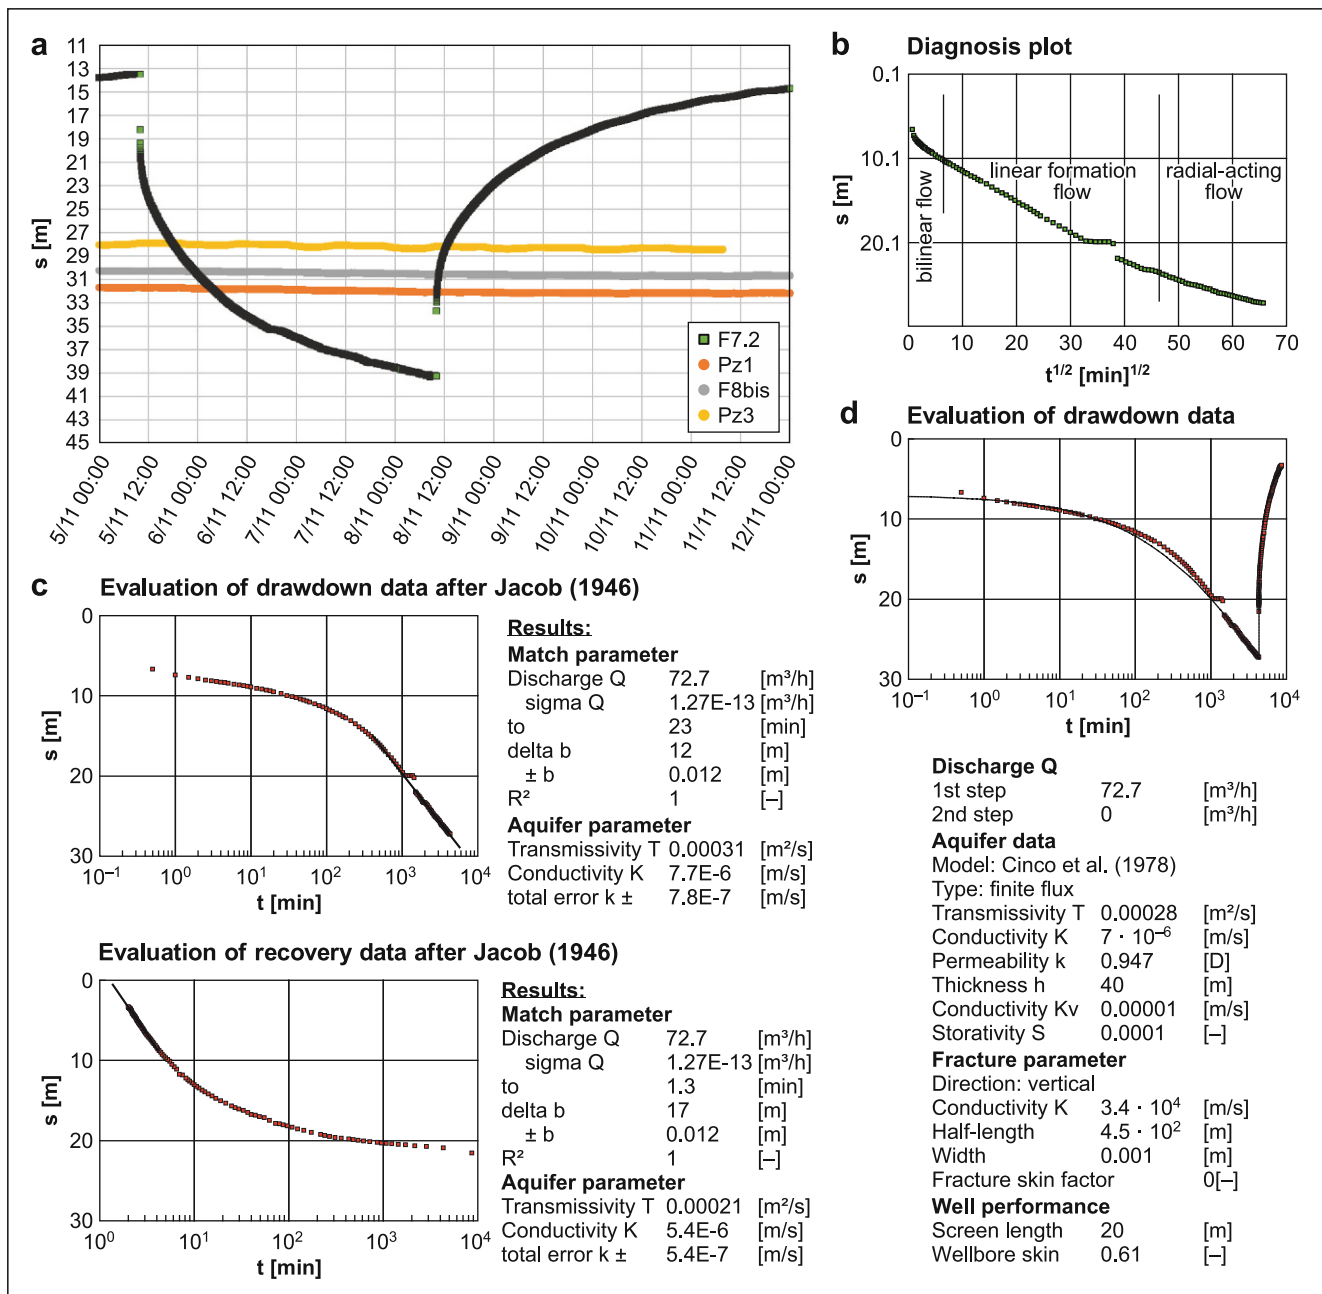 a
11
13
15
17
19
21
23
25
27
29
31
33
35
37
39
41
43
45
s [m]
F7.2
Pz1
F8bis
Pz3
5/11 00:00
5/11 12:00
6/11 00:00
6/11 12:00
7/11 00:00
7/11 12:00
8/11 00:00
8/11 12:00
9/11 00:00
9/11 12:00
10/11 00:00
10/11 12:00
11/11 00:00
11/11 12:00
12/11 00:00
b Diagnosis plot
0.1
10.1
20.1
s [m]
bilinear flow
linear formation
flow
radial-acting
flow
0 10 20 30 40 50 60 70
t¹ᐟ² [min]¹ᐟ²
c Evaluation of drawdown data after Jacob (1946)
0
10
20
30
s [m]
10⁻¹ 10⁰ 10¹ 10² 10³ 10⁴
t [min]
Results:
Match parameter
Discharge Q 72.7 [m³/h]
sigma Q 1.27E-13 [m³/h]
to 23 [min]
delta b 12 [m]
± b 0.012 [m]
R² 1 [–]
Aquifer parameter
Transmissivity T 0.00031 [m²/s]
Conductivity K 7.7E-6 [m/s]
total error k ± 7.8E-7 [m/s]
Evaluation of recovery data after Jacob (1946)
0
10
20
30
s [m]
10⁰ 10¹ 10² 10³ 10⁴
t [min]
Results:
Match parameter
Discharge Q 72.7 [m³/h]
sigma Q 1.27E-13 [m³/h]
to 1.3 [min]
delta b 17 [m]
± b 0.012 [m]
R² 1 [–]
Aquifer parameter
Transmissivity T 0.00021 [m²/s]
Conductivity K 5.4E-6 [m/s]
total error k ± 5.4E-7 [m/s]
d Evaluation of drawdown data
0
10
20
30
s [m]
10⁻¹ 10⁰ 10¹ 10² 10³ 10⁴
t [min]
Discharge Q
1st step 72.7 [m³/h]
2nd step 0 [m³/h]
Aquifer data
Model: Cinco et al. (1978)
Type: finite flux
Transmissivity T 0.00028 [m²/s]
Conductivity K 7 · 10⁻⁶ [m/s]
Permeability k 0.947 [D]
Thickness h 40 [m]
Conductivity Kv 0.00001 [m/s]
Storativity S 0.0001 [–]
Fracture parameter
Direction: vertical
Conductivity K 3.4 · 10⁴ [m/s]
Half-length 4.5 · 10² [m]
Width 0.001 [m]
Fracture skin factor 0[–]
Well performance
Screen length 20 [m]
Wellbore skin 0.61 [–]